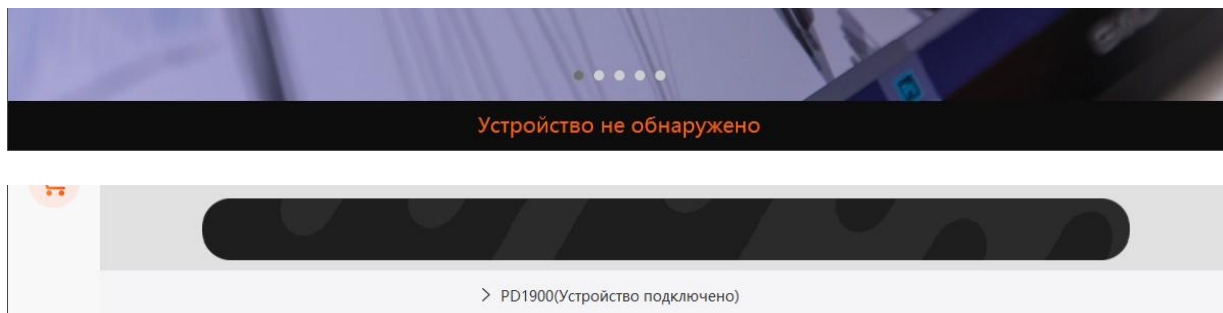 Устройство не обнаружено
PD1900(Устройство подключено)